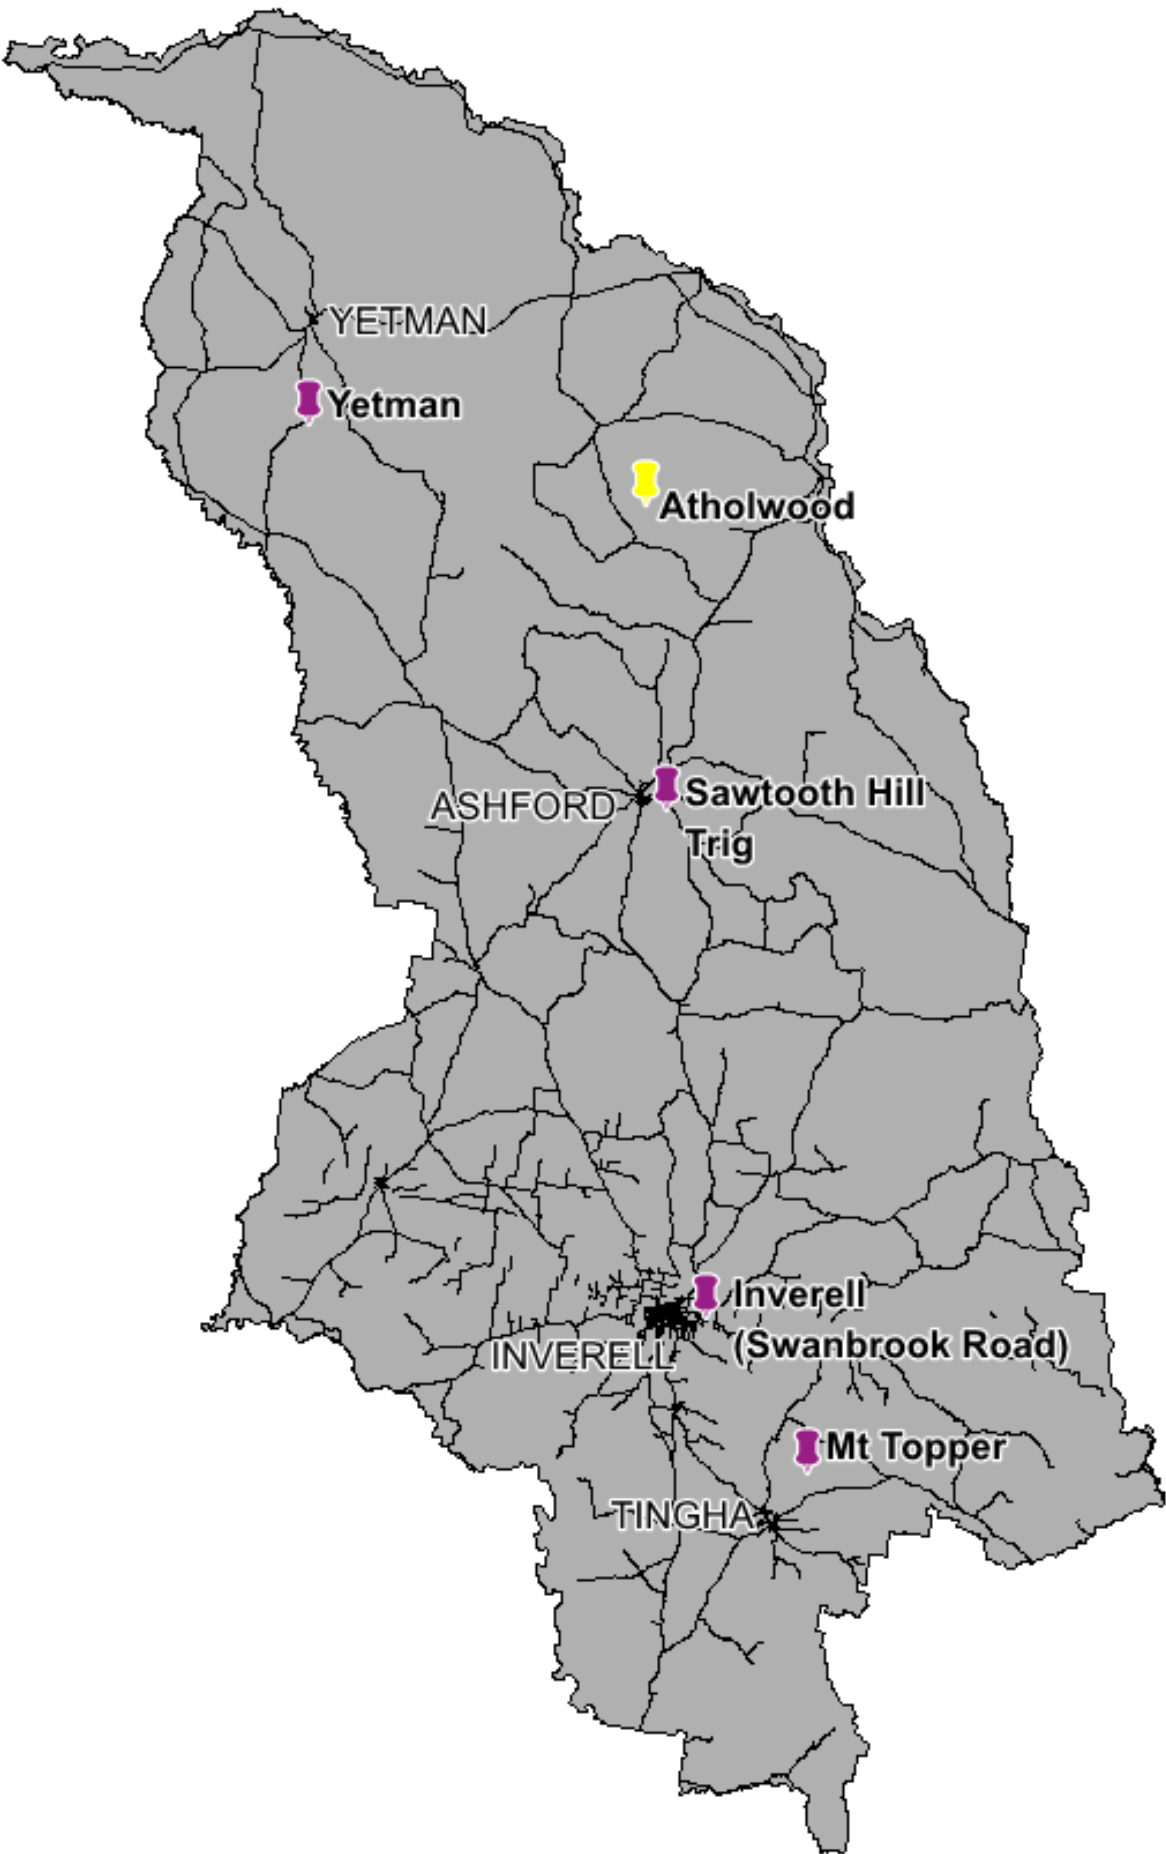 YETMAN
Yetman
Atholwood
Sawtooth Hill
ASHFORD
Trig
Inverell
(Swanbrook Road)
INVERELL
Mt Topper
TINGHA